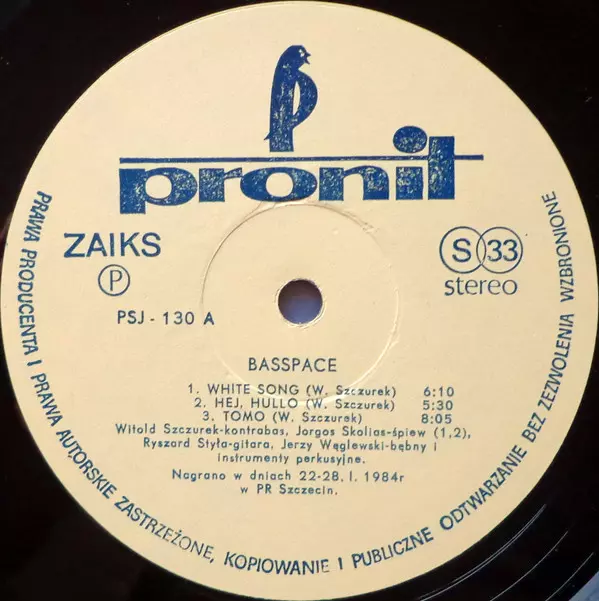 pronit
ZAIKS
P
S 33
stereo
PSJ - 130 A
BASSPACE
1. WHITE SONG (W. Szczurek) 6:10
2. HEJ, HULLO (W. Szczurek) 5:30
3. TOMO (W. Szczurek) 8:05
Witold Szczurek-kontrabas, Jorgos Skolias-śpiew (1,2),
Ryszard Styła-gitara, Jerzy Węglewski-bębny i
instrumenty perkusyjne.
Nagrano w dniach 22-28. I. 1984r
w PR Szczecin.
PRAWA PRODUCENTA I PRAWA AUTORSKIE ZASTRZEŻONE, KOPIOWANIE I PUBLICZNE ODTWARZANIE BEZ ZEZWOLENIA WZBRONIONE